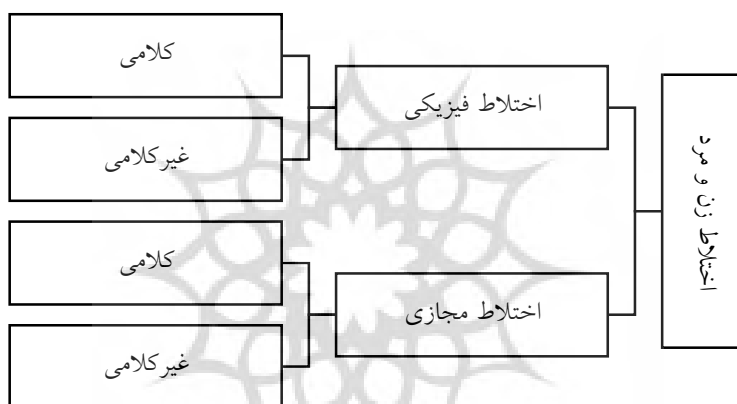 اختلاط زن و مرد
اختلاط فیزیکی
کلامی
غیرکلامی
اختلاط مجازی
کلامی
غیرکلامی